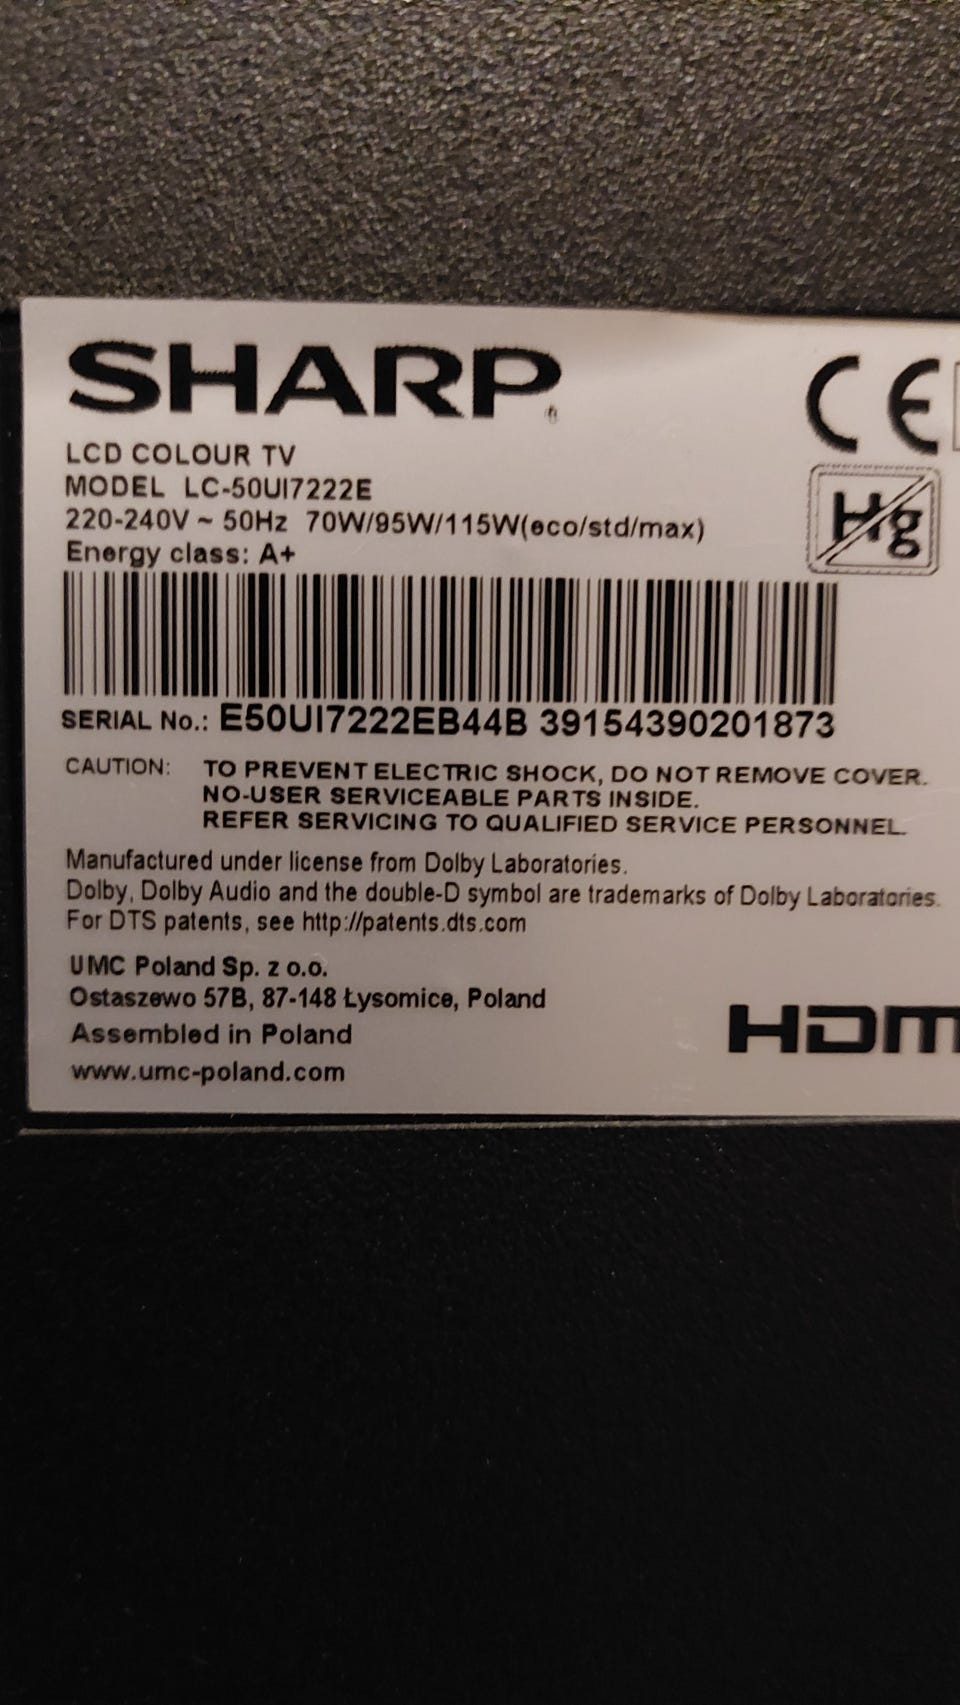 SHARP
CE
LCD COLOUR TV
MODEL LC-50UI7222E
220-240V ~ 50Hz 70W/95W/115W(eco/std/max)
Hg
Energy class: A+
SERIAL No.: E50UI7222EB44B 39154390201873
CAUTION: TO PREVENT ELECTRIC SHOCK, DO NOT REMOVE COVER.
NO-USER SERVICEABLE PARTS INSIDE.
REFER SERVICING TO QUALIFIED SERVICE PERSONNEL.
Manufactured under license from Dolby Laboratories.
Dolby, Dolby Audio and the double-D symbol are trademarks of Dolby Laboratories.
For DTS patents, see http://patents.dts.com
UMC Poland Sp. z o.o.
Ostaszewo 57B, 87-148 Łysomice, Poland
HDM
Assembled in Poland
www.umc-poland.com